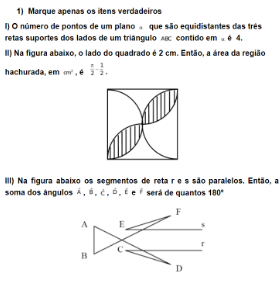 1) Marque apenas os itens verdadeiros
I) O número de pontos de um plano α que são equidistantes das três
retas suportes dos lados de um triângulo ABC contido em α é 4.
II) Na figura abaixo, o lado do quadrado é 2 cm. Então, a área da região
hachurada, em cm², é π/2 - 1/2.
III) Na figura abaixo os segmentos de reta r e s são paralelos. Então, a
soma dos ângulos Â, B̂, Ĉ, D̂, Ê e F̂ será de quantos 180º
F
A E s
r
B C
D